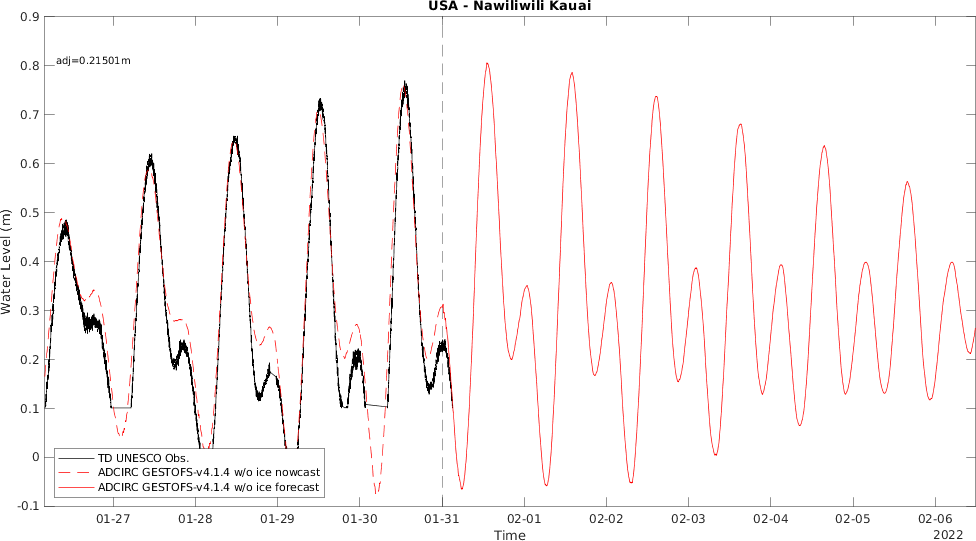 USA - Nawiliwili Kauai
0.9
0.8
0.7
0.6
0.5
0.4
0.3
0.2
0.1
0
-0.1
Water Level (m)
adj=0.21501m
TD UNESCO Obs.
ADCIRC GESTOFS-v4.1.4 w/o ice nowcast
ADCIRC GESTOFS-v4.1.4 w/o ice forecast
01-27 01-28 01-29 01-30 01-31 02-01 02-02 02-03 02-04 02-05 02-06
Time
2022